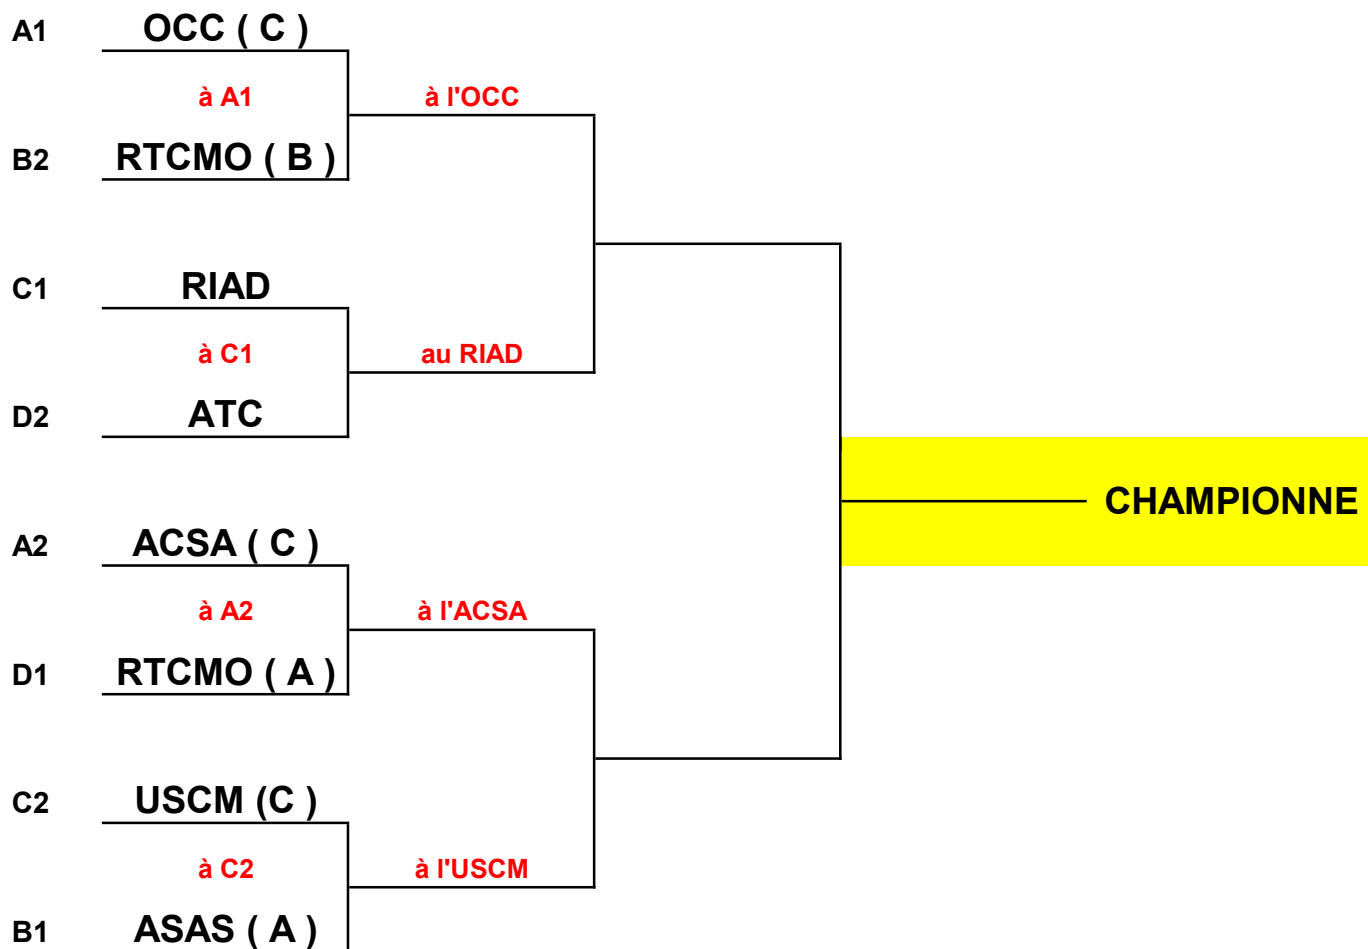 A1 OCC ( C )
à A1 à l'OCC
B2 RTCMO ( B )
C1 RIAD
à C1 au RIAD
D2 ATC
CHAMPIONNE
A2 ACSA ( C )
à A2 à l'ACSA
D1 RTCMO ( A )
C2 USCM (C )
à C2 à l'USCM
B1 ASAS ( A )